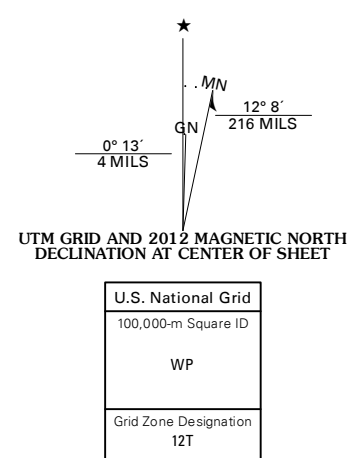 ★
MN
GN
12° 8´
216 MILS
0° 13´
4 MILS
UTM GRID AND 2012 MAGNETIC NORTH
DECLINATION AT CENTER OF SHEET
U.S. National Grid
100,000-m Square ID
WP
Grid Zone Designation
12T